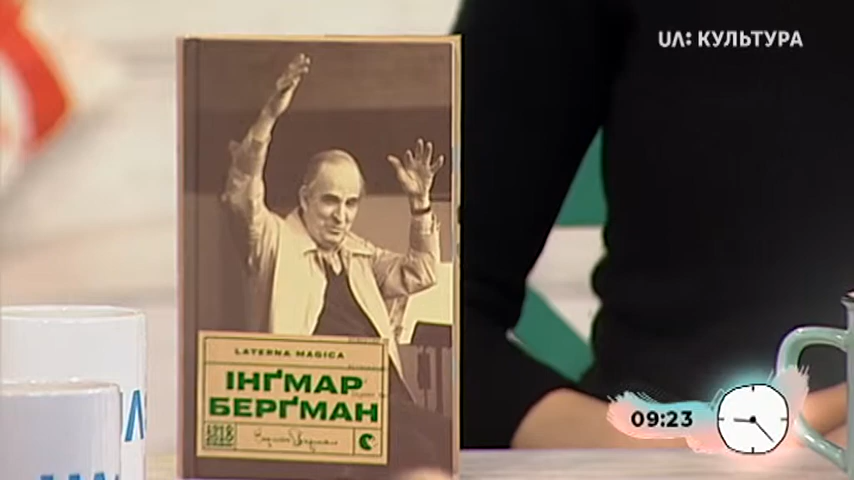 UA: КУЛЬТУРА
LATERNA MAGICA
ІНҐМАР
БЕРҐМАН
09:23